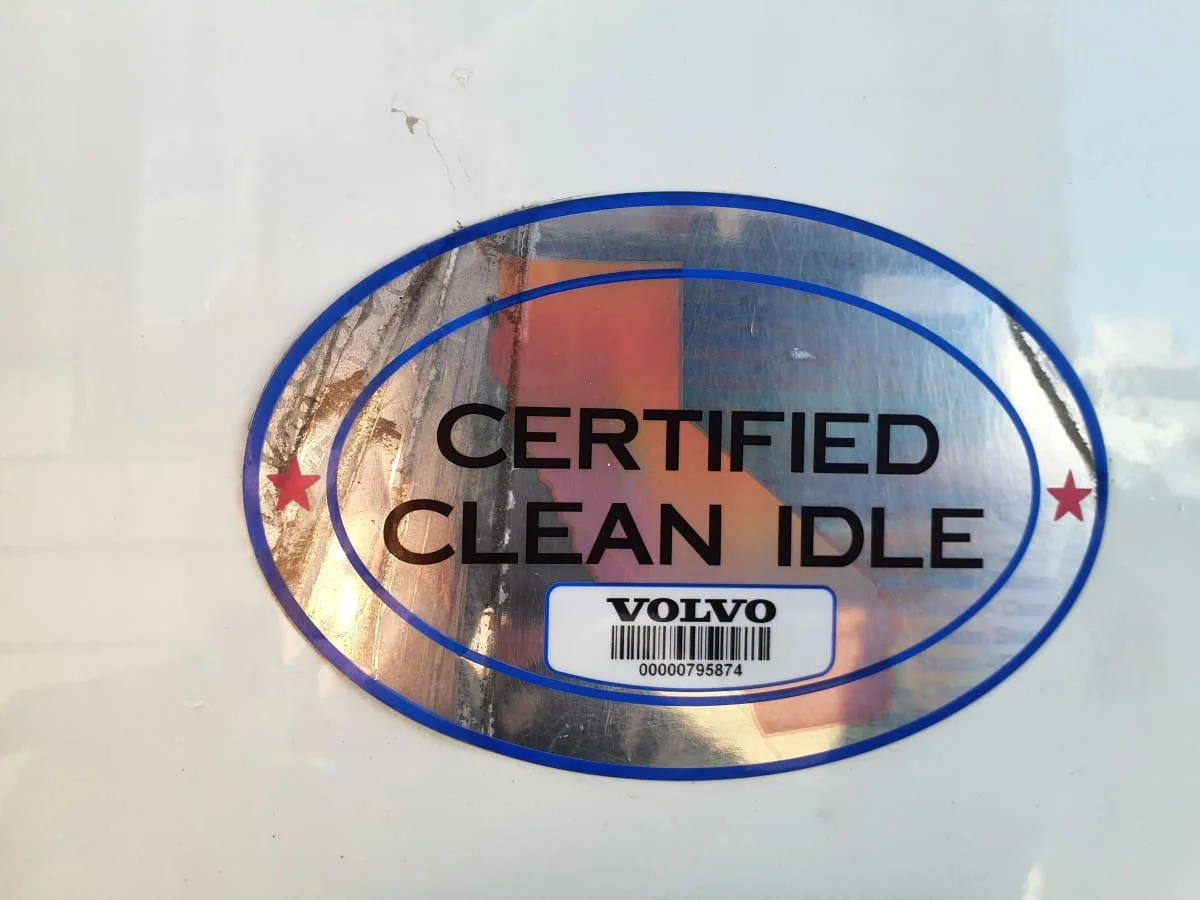 CERTIFIED
CLEAN IDLE
VOLVO
00000795874